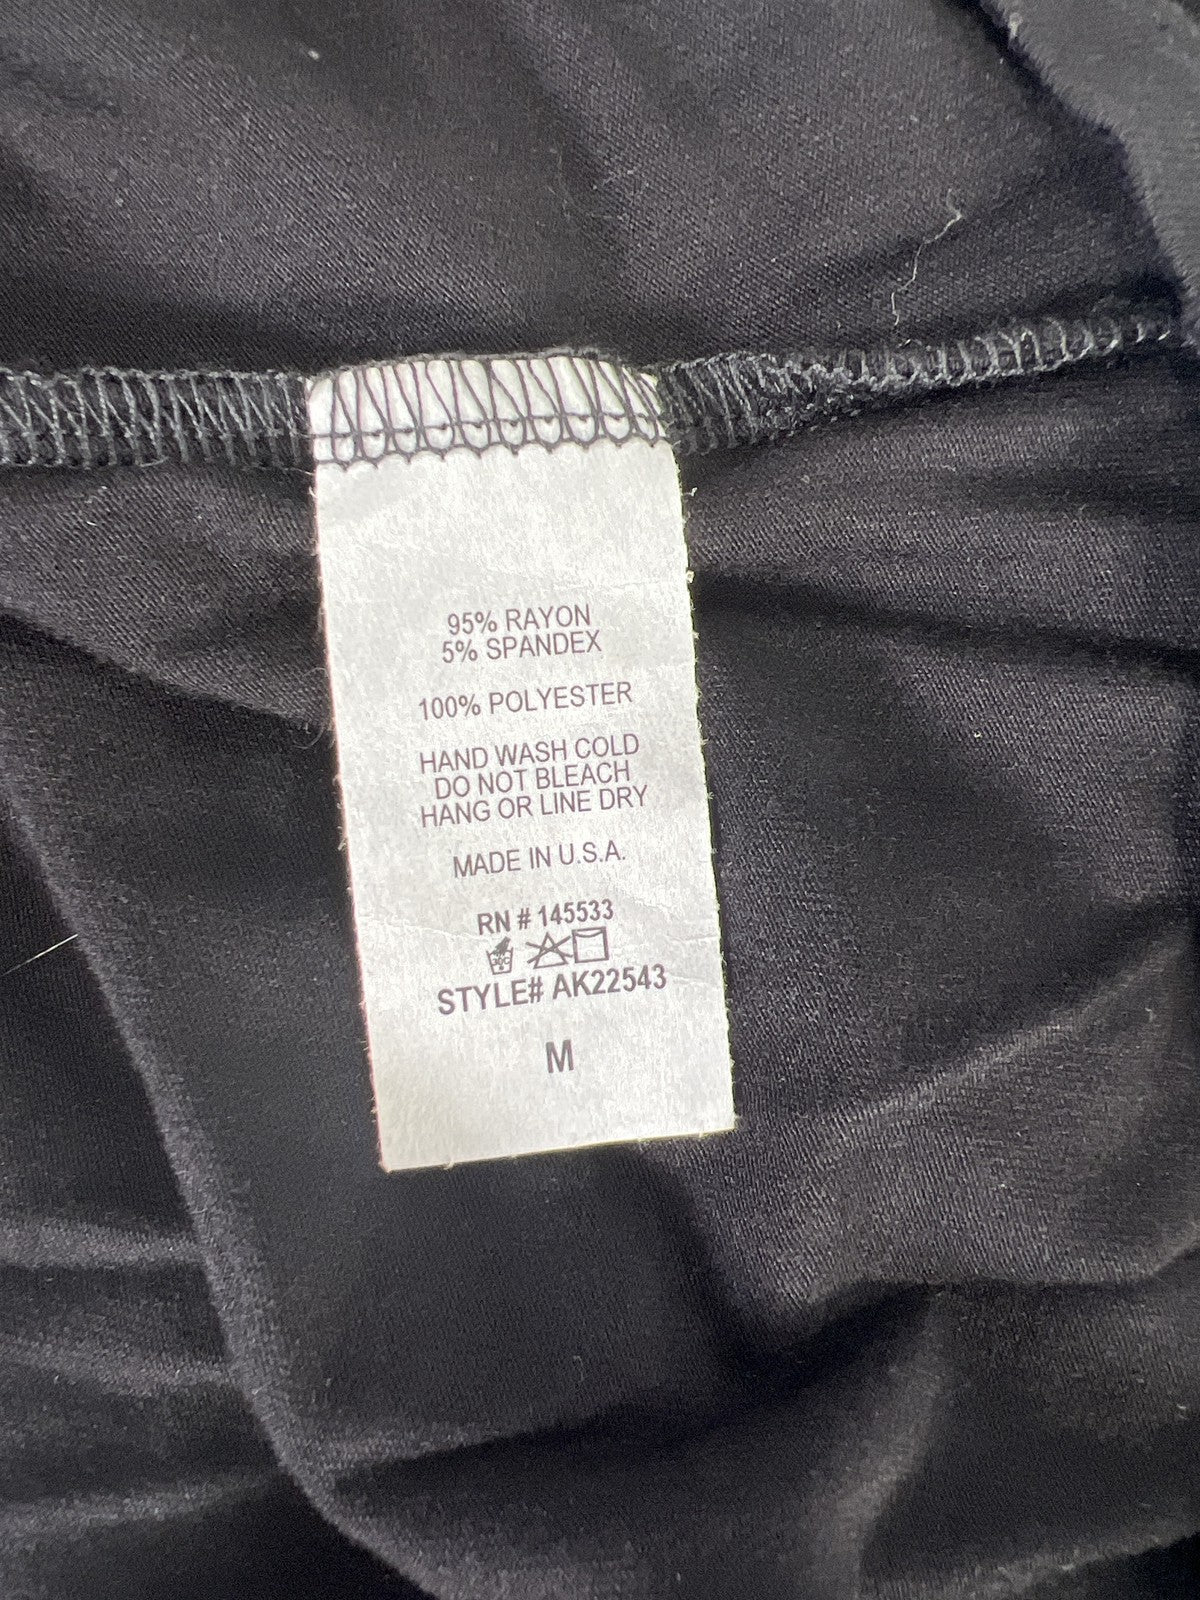 95% RAYON
5% SPANDEX
100% POLYESTER
HAND WASH COLD
DO NOT BLEACH
HANG OR LINE DRY
MADE IN U.S.A.
RN # 145533
30C
STYLE# AK22543
M